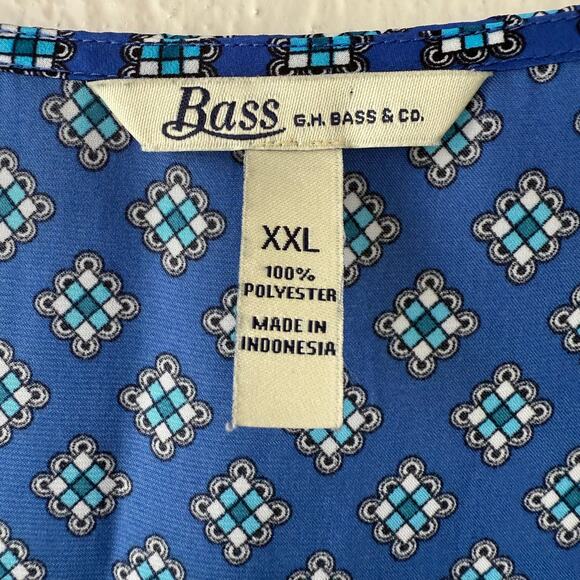 Bass G.H. BASS & CO.
XXL
100%
POLYESTER
MADE IN
INDONESIA